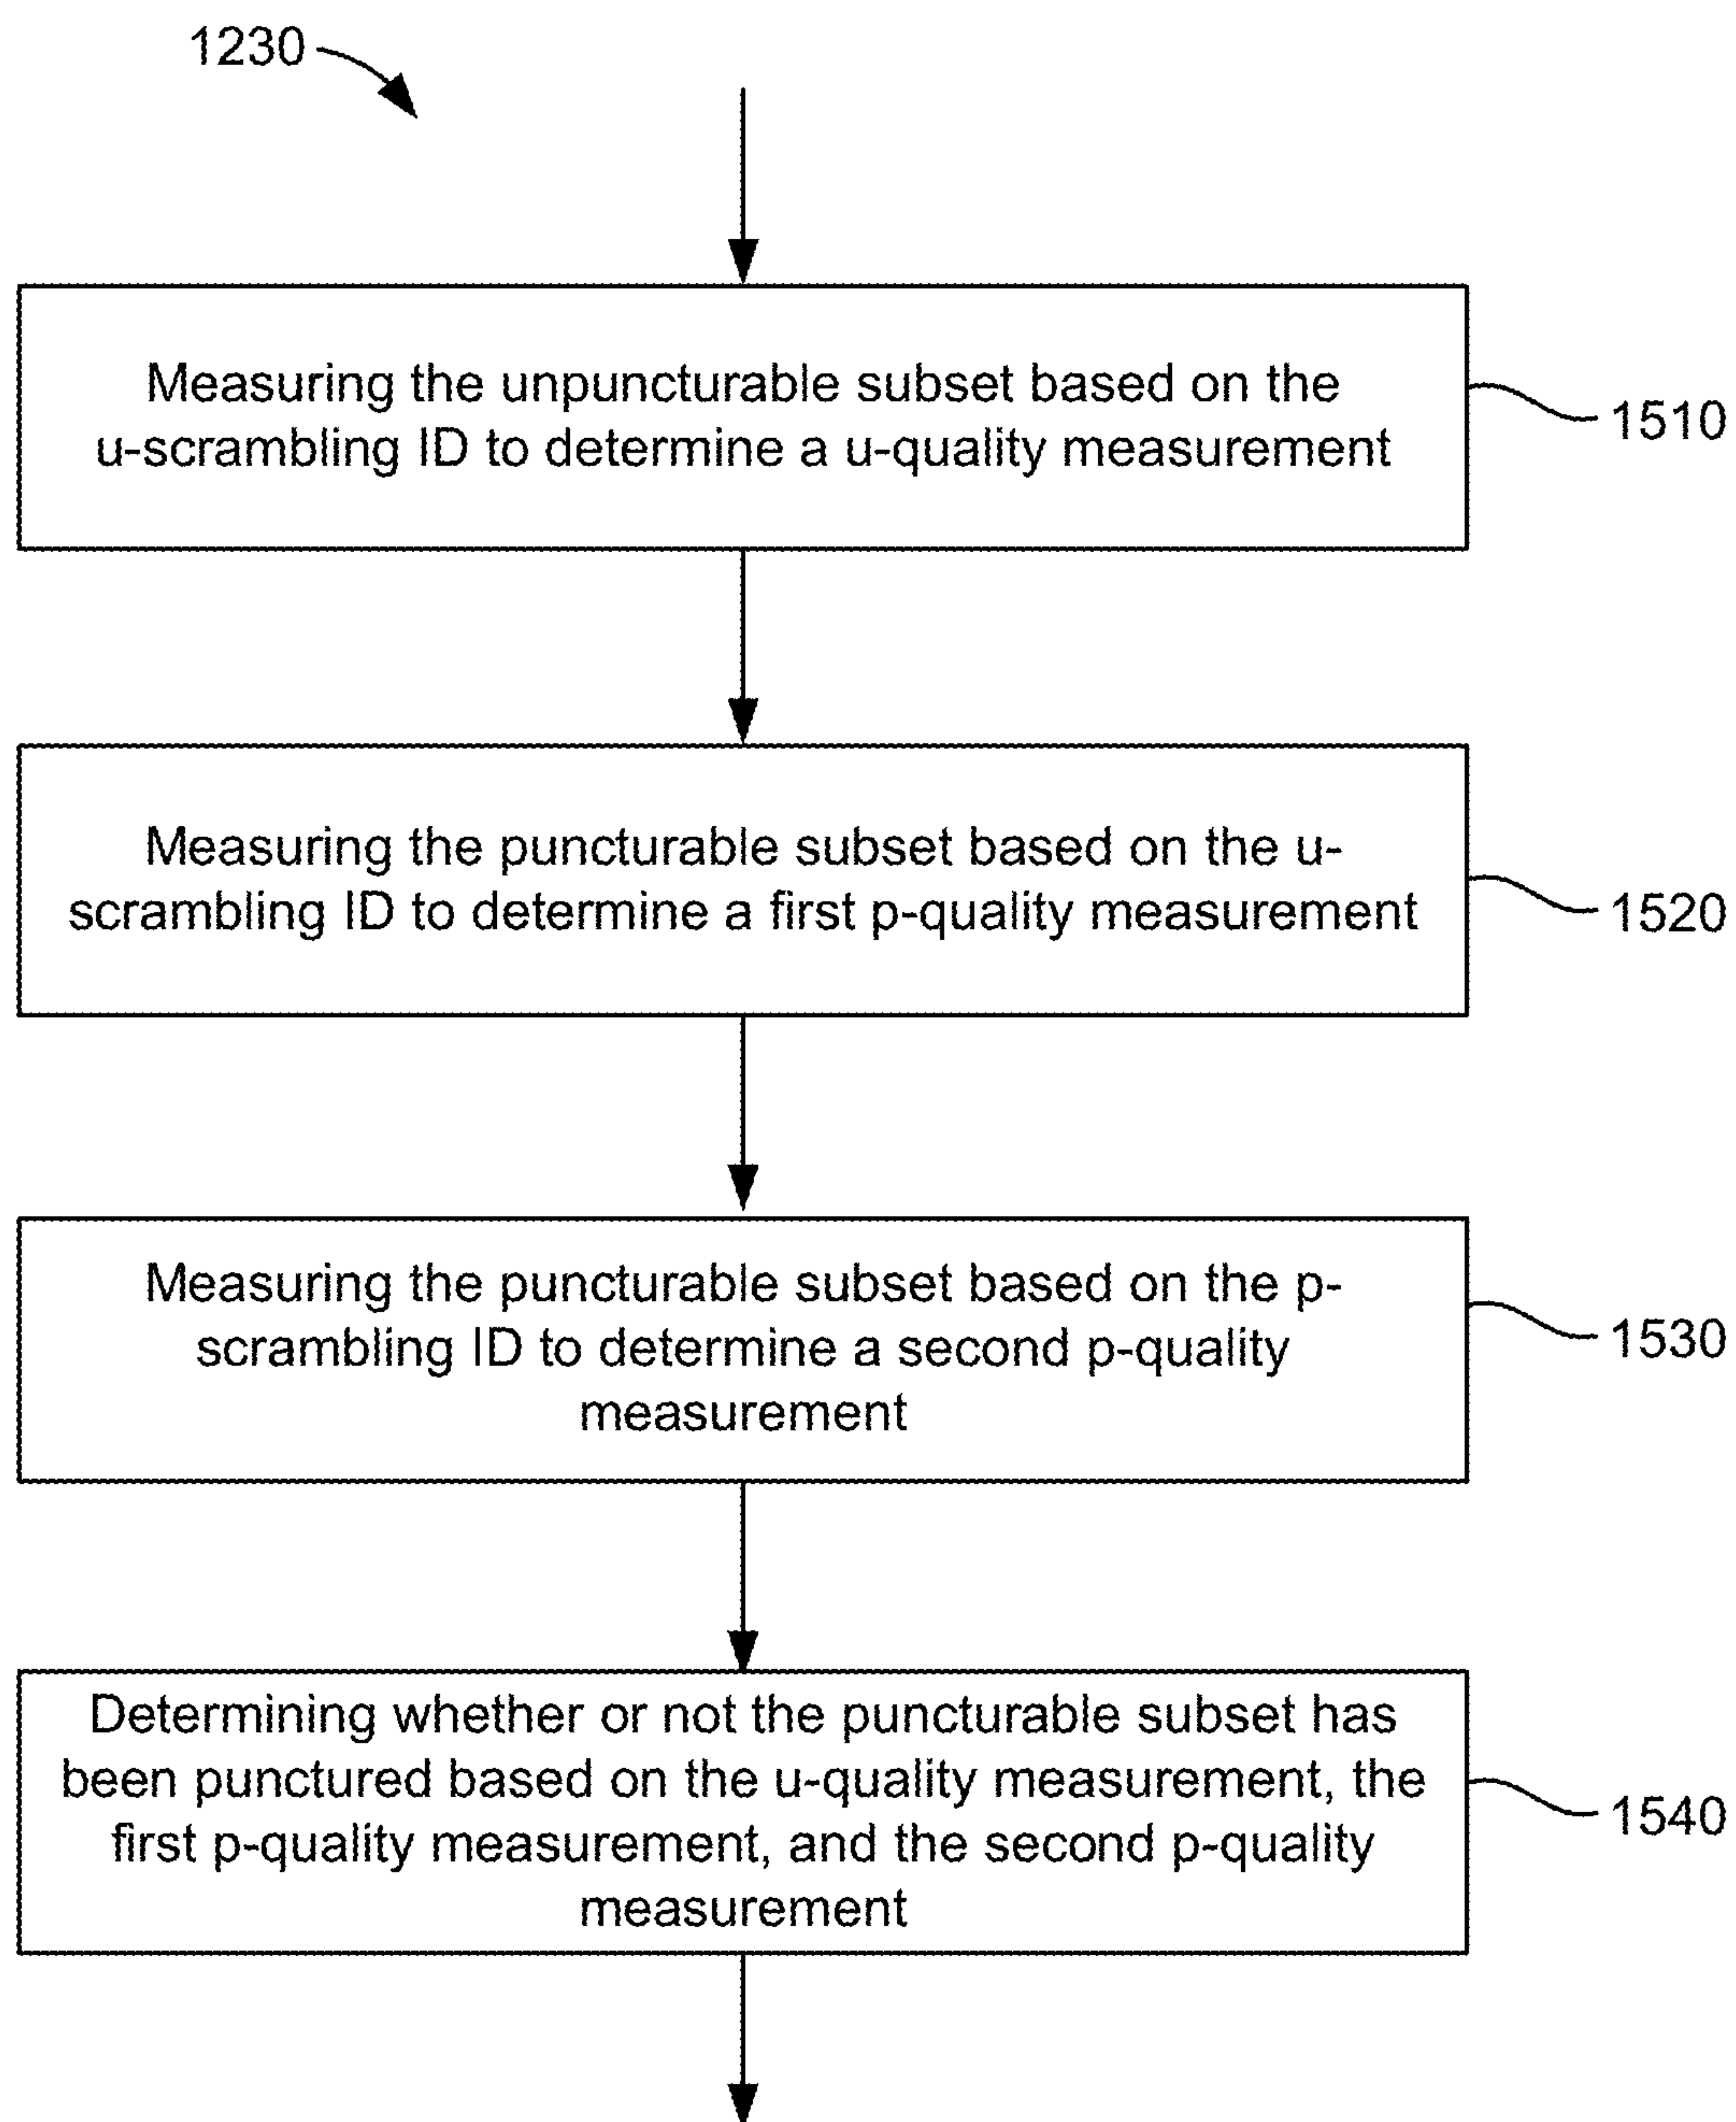 1230
Measuring the unpuncturable subset based on the
u-scrambling ID to determine a u-quality measurement
1510
Measuring the puncturable subset based on the u-
scrambling ID to determine a first p-quality measurement
1520
Measuring the puncturable subset based on the p-
scrambling ID to determine a second p-quality
measurement
1530
Determining whether or not the puncturable subset has
been punctured based on the u-quality measurement, the
first p-quality measurement, and the second p-quality
measurement
1540